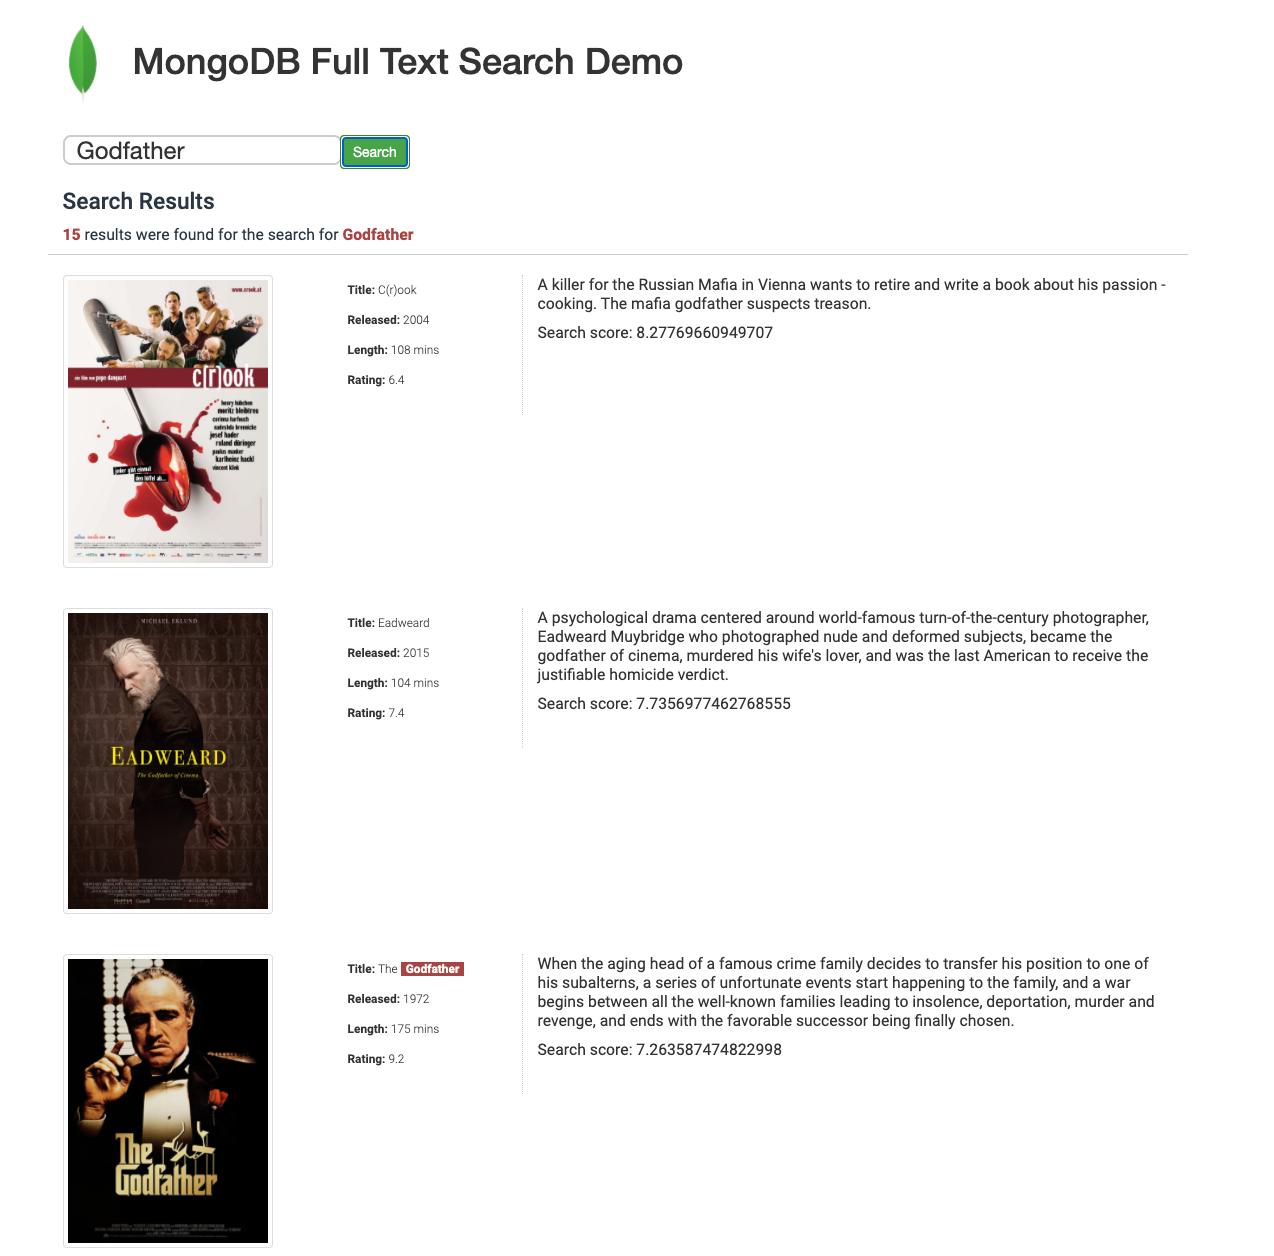 MongoDB Full Text Search Demo
Godfather
Search
Search Results
15 results were found for the search for Godfather
www.crook.at
ein film von pepe danquart
c(r)ook
henry hübchen
moritz bleibtreu
corinna harfouch
nadeshda brennicke
josef hader
roland düringer
paulus manker
karlheinz hackl
vincent klink
jeder gibt einmal
den löffel ab...
Title: C(r)ook
Released: 2004
Length: 108 mins
Rating: 6.4
A killer for the Russian Mafia in Vienna wants to retire and write a book about his passion -
cooking. The mafia godfather suspects treason.
Search score: 8.27769660949707
MICHAEL EKLUND
EADWEARD
The Godfather of Cinema
Title: Eadweard
Released: 2015
Length: 104 mins
Rating: 7.4
A psychological drama centered around world-famous turn-of-the-century photographer,
Eadweard Muybridge who photographed nude and deformed subjects, became the
godfather of cinema, murdered his wife's lover, and was the last American to receive the
justifiable homicide verdict.
Search score: 7.7356977462768555
The
Godfather
Title: The Godfather
Released: 1972
Length: 175 mins
Rating: 9.2
When the aging head of a famous crime family decides to transfer his position to one of
his subalterns, a series of unfortunate events start happening to the family, and a war
begins between all the well-known families leading to insolence, deportation, murder and
revenge, and ends with the favorable successor being finally chosen.
Search score: 7.263587474822998